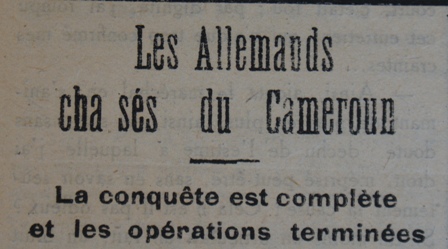 Les Allemands
cha sés du Cameroun
La conquête est complète
et les opérations terminées